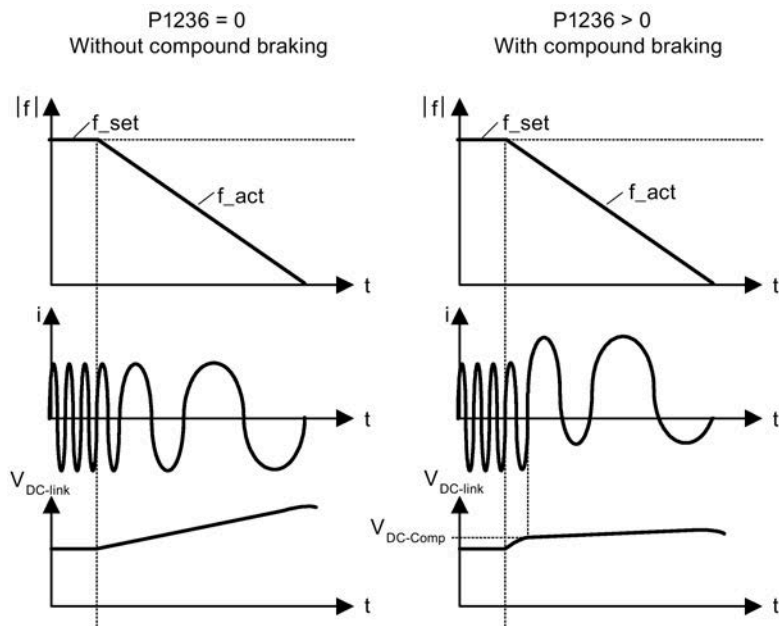 P1236 = 0
Without compound braking
|f|
f_set
f_act
t
i
t
V DC-link
t
P1236 > 0
With compound braking
|f|
f_set
f_act
t
i
t
V DC-link
V DC-Comp
t